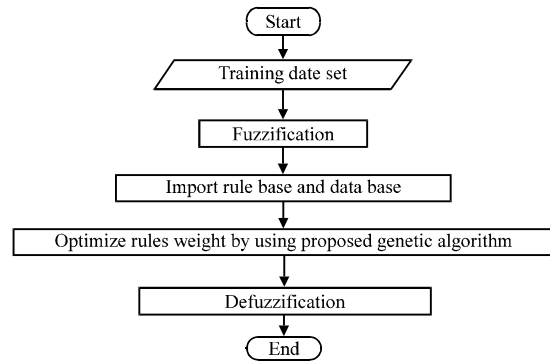 Start
Training date set
Fuzzification
Import rule base and data base
Optimize rules weight by using proposed genetic algorithm
Defuzzification
End